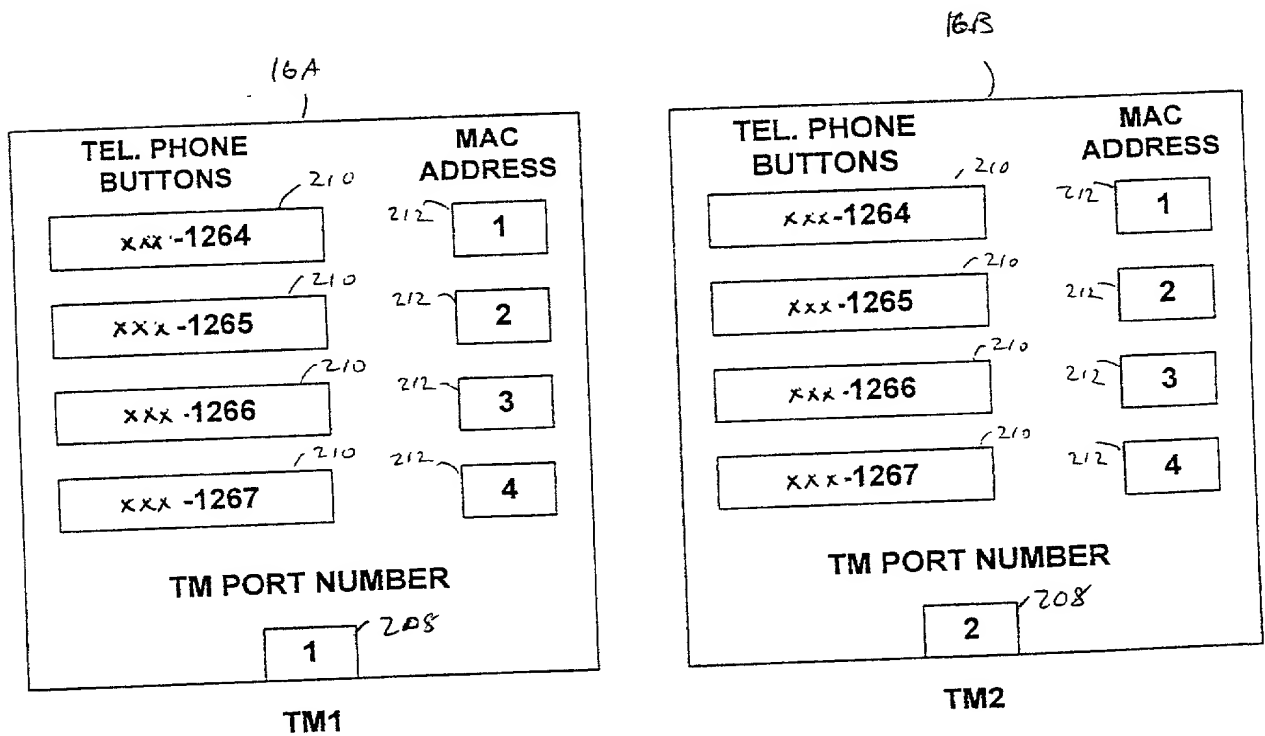 16A
TEL. PHONE
BUTTONS
MAC
ADDRESS
210
xxx-1264
212
1
210
xxx-1265
212
2
210
xxx-1266
212
3
210
xxx-1267
212
4
TM PORT NUMBER
1
208
TM1
16B
TEL. PHONE
BUTTONS
MAC
ADDRESS
210
xxx-1264
212
1
210
xxx-1265
212
2
210
xxx-1266
212
3
210
xxx-1267
212
4
TM PORT NUMBER
2
208
TM2